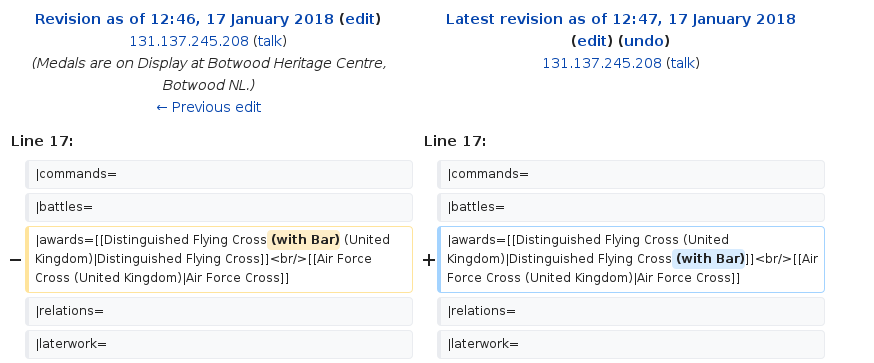 Revision as of 12:46, 17 January 2018 (edit)
131.137.245.208 (talk)
(Medals are on Display at Botwood Heritage Centre,
Botwood NL.)
← Previous edit
Latest revision as of 12:47, 17 January 2018
(edit) (undo)
131.137.245.208 (talk)
Line 17:
Line 17:
|commands=
|commands=
|battles=
|battles=
− |awards=[[Distinguished Flying Cross (with Bar) (United
Kingdom)|Distinguished Flying Cross]]<br/>[[Air Force
Cross (United Kingdom)|Air Force Cross]]
+ |awards=[[Distinguished Flying Cross (United
Kingdom)|Distinguished Flying Cross (with Bar)]]<br/>[[Air
Force Cross (United Kingdom)|Air Force Cross]]
|relations=
|relations=
|laterwork=
|laterwork=